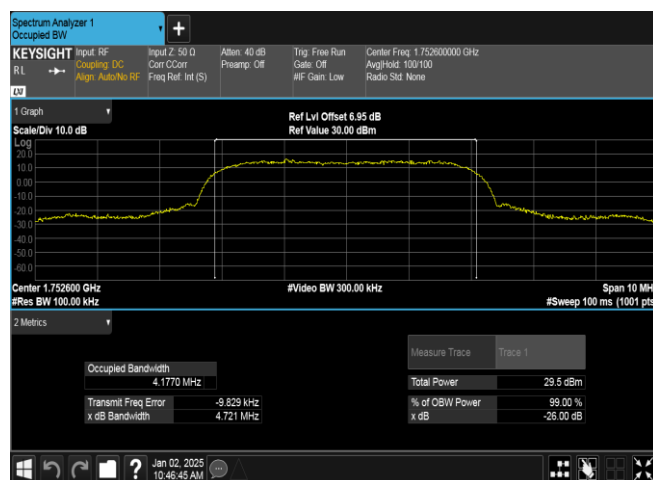 Spectrum Analyzer 1
Occupied BW
KEYSIGHT Input: RF Input Z: 50 Ω Atten: 40 dB Trig: Free Run Center Freq: 1.752600000 GHz
RL Coupling: DC Corr CCorr Preamp: Off Gate: Off Avg|Hold: 100/100
Align: Auto/No RF Freq Ref: Int (S) #IF Gain: Low Radio Std: None
LXI
1 Graph
Ref Lvl Offset 6.95 dB
Scale/Div 10.0 dB Ref Value 30.00 dBm
Log
20.0
10.0
0.00
-10.0
-20.0
-30.0
-40.0
-50.0
-60.0
Center 1.752600 GHz #Video BW 300.00 kHz Span 10 MH
#Res BW 100.00 kHz #Sweep 100 ms (1001 pts
2 Metrics
Measure Trace Trace 1
Occupied Bandwidth
4.1770 MHz Total Power 29.5 dBm
Transmit Freq Error -9.829 kHz % of OBW Power 99.00 %
x dB Bandwidth 4.721 MHz x dB -26.00 dB
Jan 02, 2025
10:46:45 AM